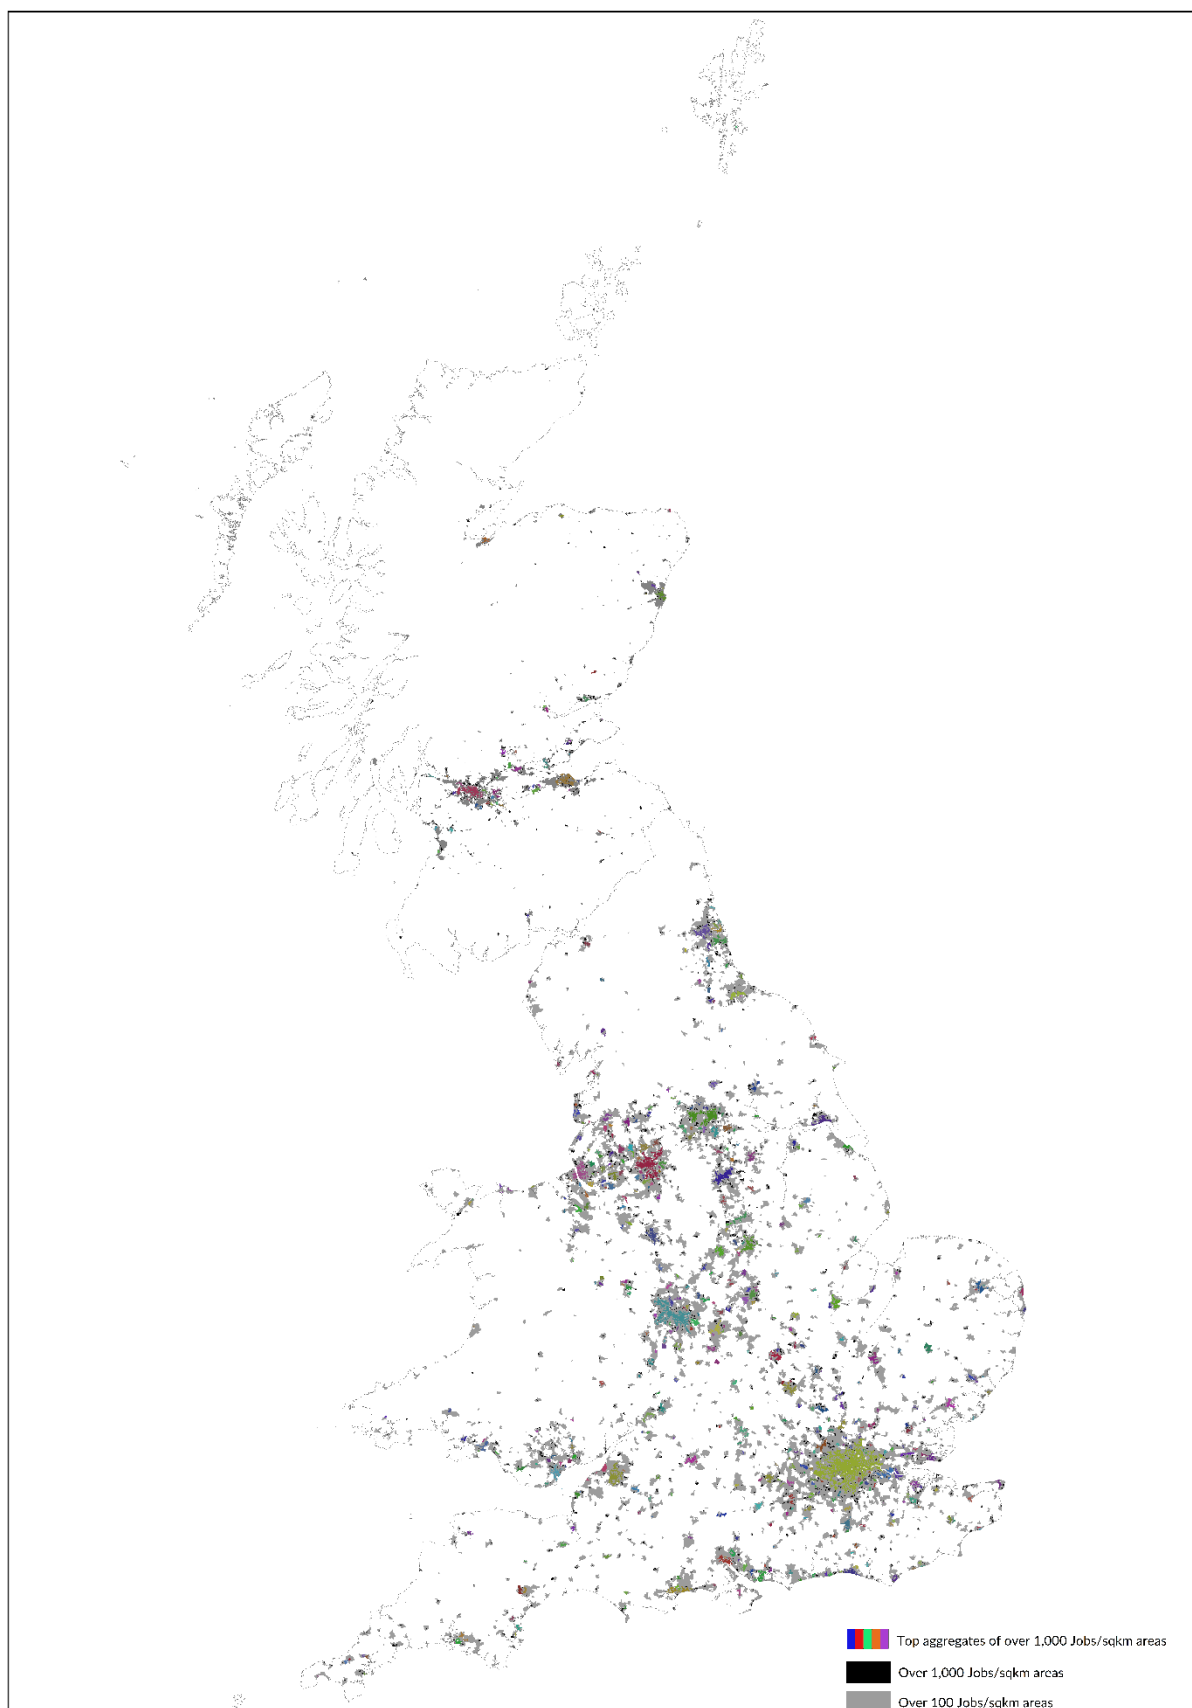 Top aggregates of over 1,000 Jobs/sqkm areas
Over 1,000 Jobs/sqkm areas
Over 100 Jobs/sqkm areas